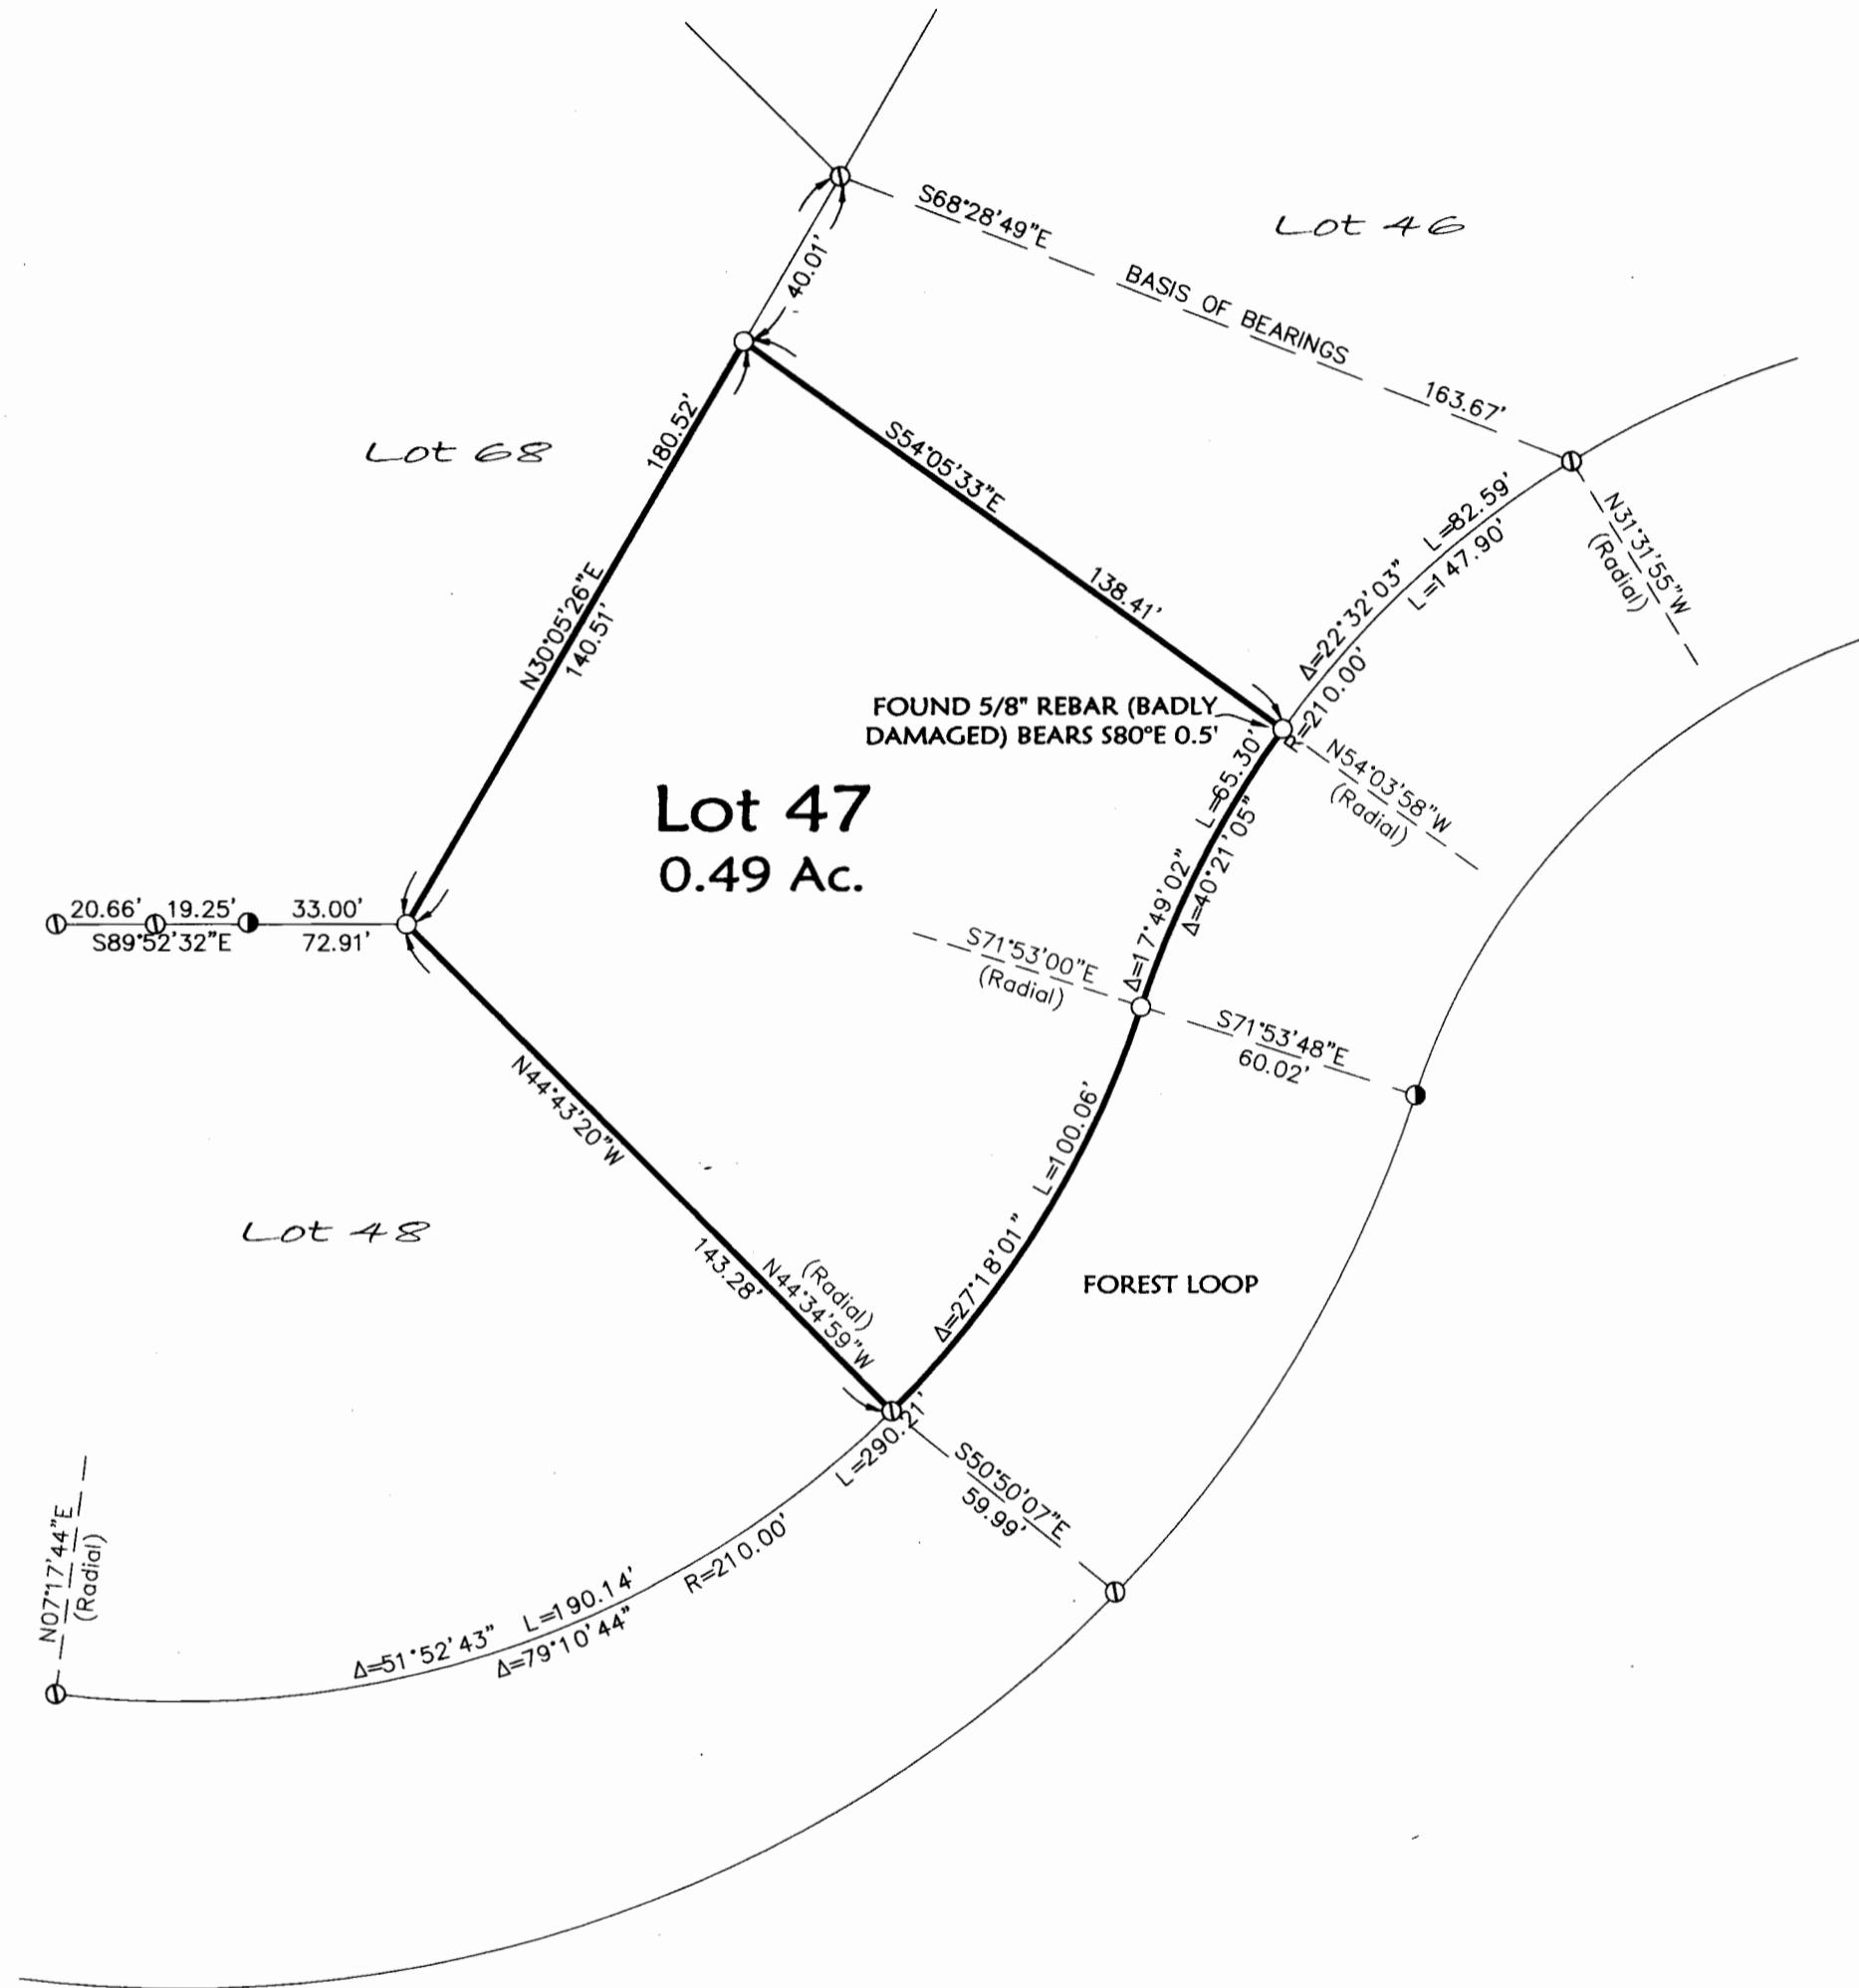 S68°28'49"E
BASIS OF BEARINGS
163.67'
Lot 46
40.01'
Lot 68
180.52'
N30°05'26"E
140.51'
S54°05'33"E
138.41'
L=82.59'
Δ=22°32'03"
L=147.90'
R=210.00'
N31°31'55"W
(Radial)
FOUND 5/8" REBAR (BADLY
DAMAGED) BEARS S80°E 0.5'
N54°03'58"W
(Radial)
Lot 47
0.49 Ac.
L=65.30'
Δ=17°49'02"
Δ=40°21'05"
20.66' 19.25' 33.00'
S89°52'32"E 72.91'
S71°53'00"E
(Radial)
S71°53'48"E
60.02'
N44°43'20"W
143.28'
L=100.06'
Δ=27°18'01"
Lot 48
(Radial)
N44°34'59"W
FOREST LOOP
L=290.21'
S50°50'07"E
59.99'
N07°17'44"E
(Radial)
Δ=51°52'43" L=190.14'
Δ=79°10'44"
R=210.00'